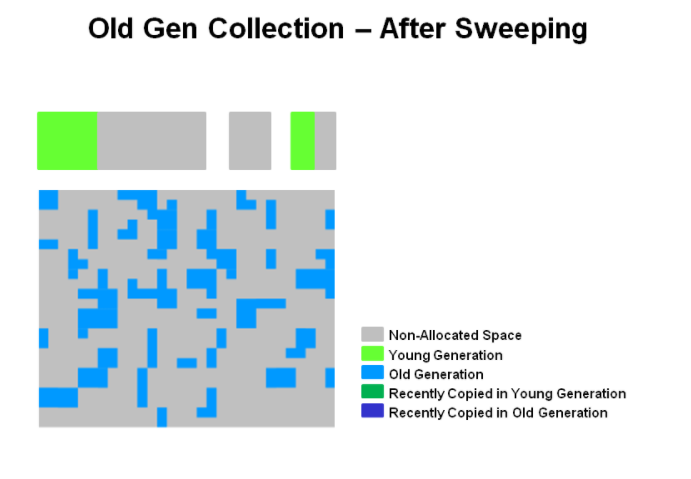 Old Gen Collection – After Sweeping
Non-Allocated Space
Young Generation
Old Generation
Recently Copied in Young Generation
Recently Copied in Old Generation